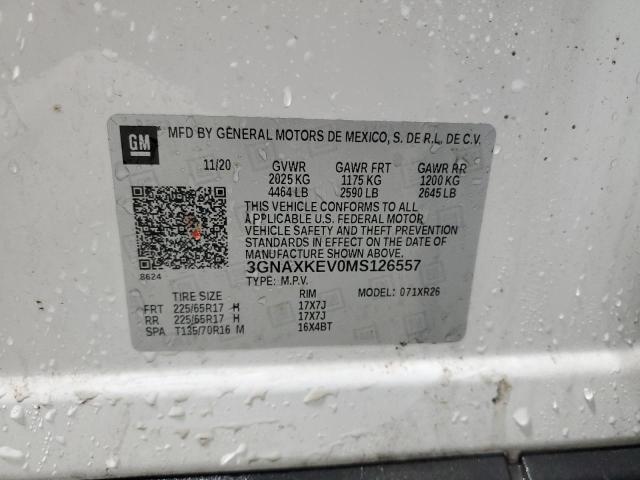 GM MFD BY GENERAL MOTORS DE MEXICO, S. DE R.L. DE C.V.
11/20 GVWR GAWR FRT GAWR RR
2025 KG 1175 KG 1200 KG
4464 LB 2590 LB 2645 LB
THIS VEHICLE CONFORMS TO ALL
APPLICABLE U.S. FEDERAL MOTOR
VEHICLE SAFETY AND THEFT PREVENTION
STANDARDS IN EFFECT ON THE DATE OF
MANUFACTURE SHOWN ABOVE.
8624 3GNAXKEV0MS126557
TYPE: M.P.V.
TIRE SIZE RIM MODEL: 071XR26
FRT 225/65R17 H 17X7J
RR 225/65R17 H 17X7J
SPA T135/70R16 M 16X4BT